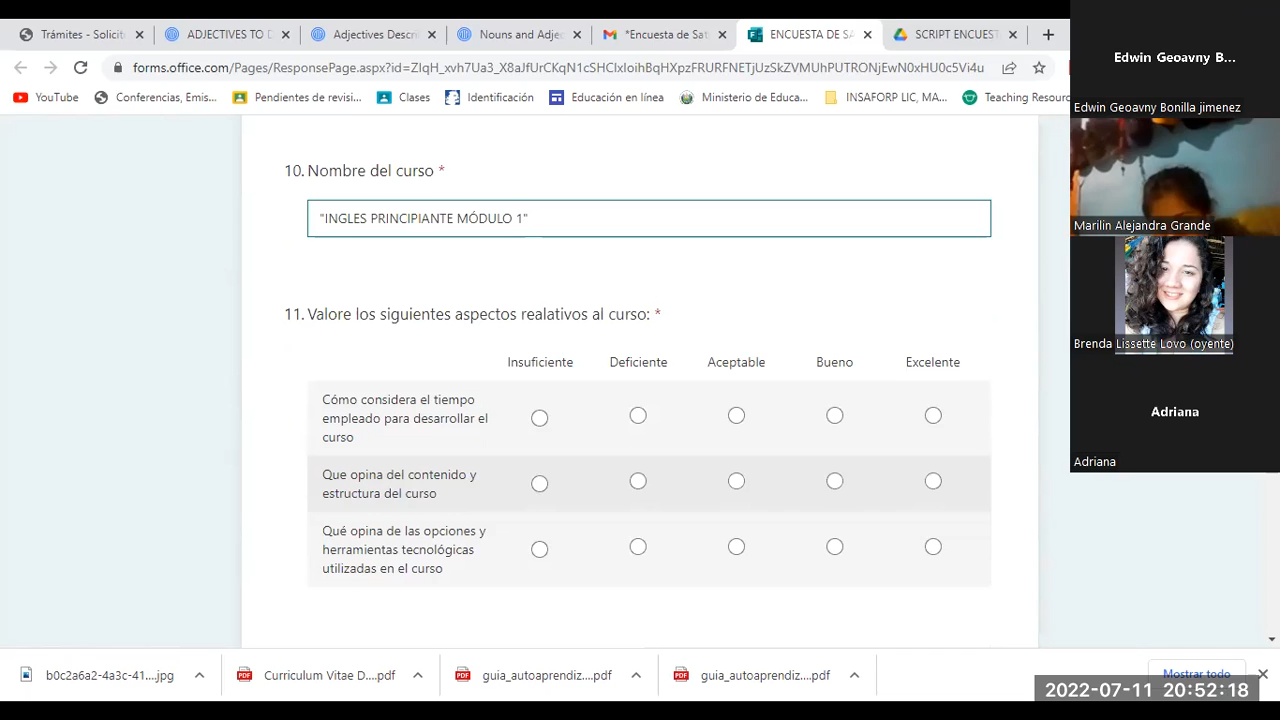 Trámites - Solicit
ADJECTIVES TO D
Adjectives Descri
Nouns and Adjec
*Encuesta de Sat
ENCUESTA DE SA
SCRIPT ENCUEST
forms.office.com/Pages/ResponsePage.aspx?id=ZIqH_xvh7Ua3_X8aJfUrCKqN1cSHCIxIoihBqHXpzFRURFNETjUzSkZVMUhPUTRONjEwN0xHU0c5Vi4u
YouTube
Conferencias, Emis...
Pendientes de revisi...
Clases
Identificación
Educación en línea
Ministerio de Educa...
INSAFORP LIC, MA...
Teaching Resourc
10. Nombre del curso *
"INGLES PRINCIPIANTE MÓDULO 1"
11. Valore los siguientes aspectos realativos al curso: *
Insuficiente Deficiente Aceptable Bueno Excelente
Cómo considera el tiempo
empleado para desarrollar el
curso
Que opina del contenido y
estructura del curso
Qué opina de las opciones y
herramientas tecnológicas
utilizadas en el curso
Edwin Geoavny B...
Edwin Geoavny Bonilla jimenez
Marilin Alejandra Grande
Brenda Lissette Lovo (oyente)
Adriana
Adriana
b0c2a6a2-4a3c-41....jpg
Curriculum Vitae D....pdf
guia_autoaprendiz....pdf
guia_autoaprendiz....pdf
Mostrar todo
2022-07-11 20:52:18